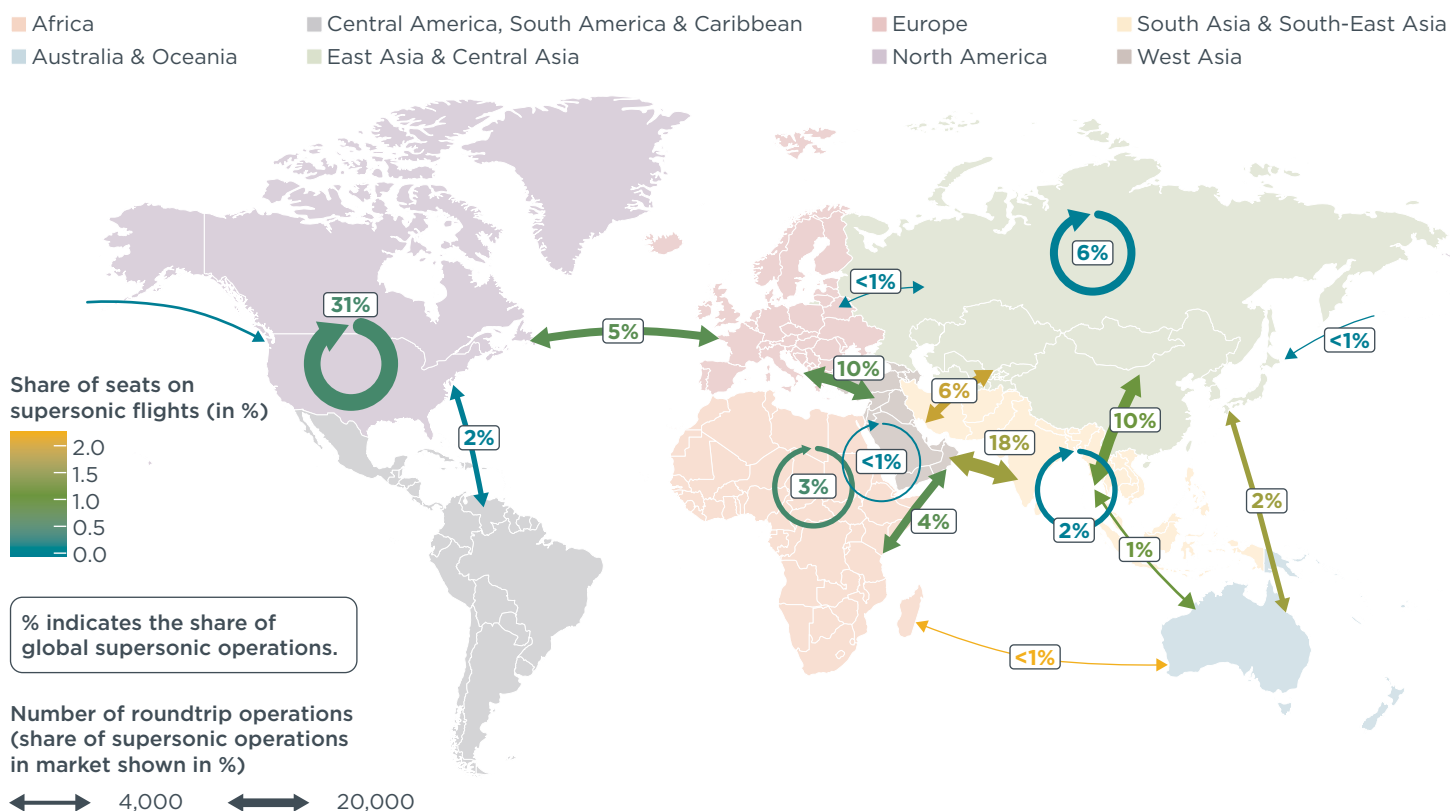 Africa
Central America, South America & Caribbean
Europe
South Asia & South-East Asia
Australia & Oceania
East Asia & Central Asia
North America
West Asia
6%
<1%
31%
5%
<1%
10%
6%
10%
2%
18%
<1%
3%
2%
4%
2%
1%
<1%
Share of seats on
supersonic flights (in %)
2.0
1.5
1.0
0.5
0.0
% indicates the share of
global supersonic operations.
Number of roundtrip operations
(share of supersonic operations
in market shown in %)
4,000
20,000